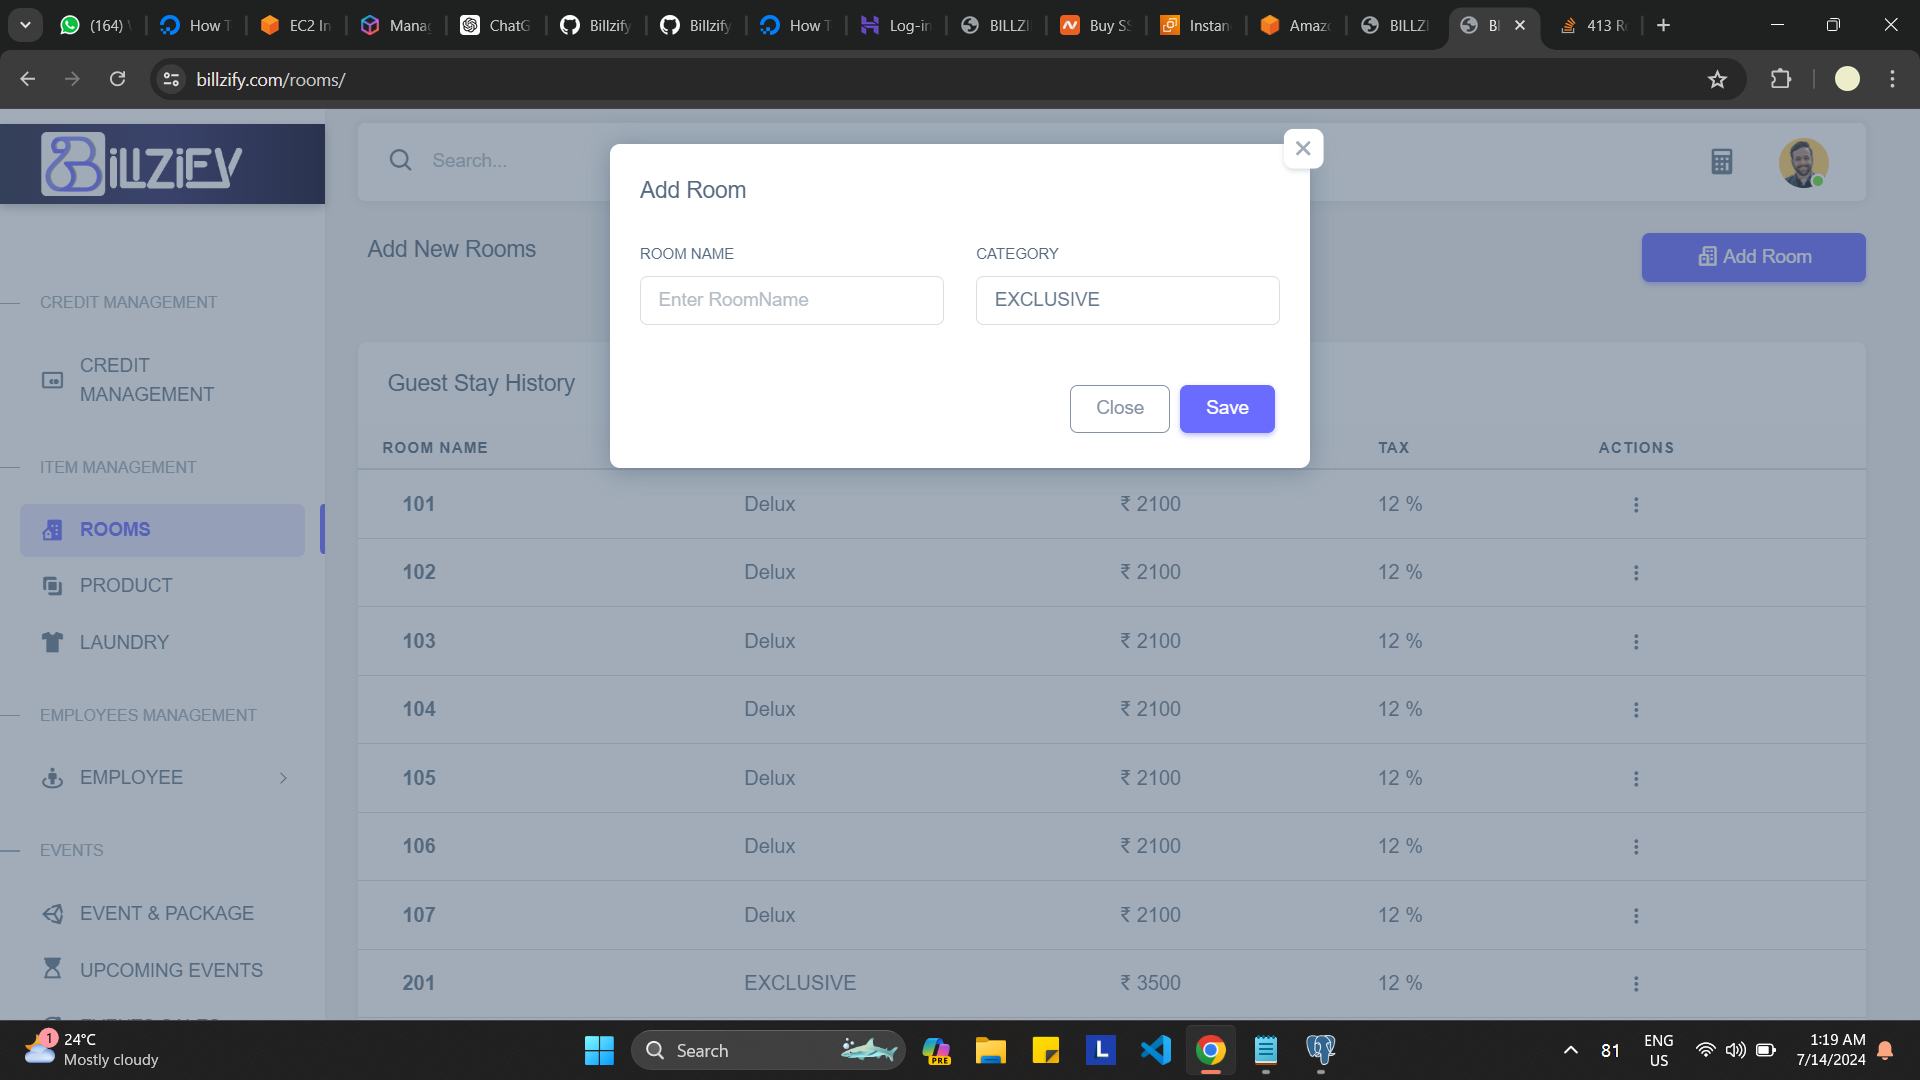 (164)
How T
EC2 In
Manag
ChatG
Billzify
Billzify
How T
Log-in
BILLZI
Buy SS
Instan
Amazo
BILLZI
BI
413 Re
billzify.com/rooms/
BILLZIFY
Search...
Add Room
ROOM NAME
CATEGORY
Enter RoomName
EXCLUSIVE
Close
Save
Add New Rooms
Add Room
CREDIT MANAGEMENT
CREDIT
MANAGEMENT
ITEM MANAGEMENT
ROOMS
PRODUCT
LAUNDRY
EMPLOYEES MANAGEMENT
EMPLOYEE
EVENTS
EVENT & PACKAGE
UPCOMING EVENTS
Guest Stay History
ROOM NAME TAX ACTIONS
101 Delux ₹ 2100 12 %
102 Delux ₹ 2100 12 %
103 Delux ₹ 2100 12 %
104 Delux ₹ 2100 12 %
105 Delux ₹ 2100 12 %
106 Delux ₹ 2100 12 %
107 Delux ₹ 2100 12 %
201 EXCLUSIVE ₹ 3500 12 %
1
24°C
Mostly cloudy
Search
PRE
L
81
ENG
US
1:19 AM
7/14/2024